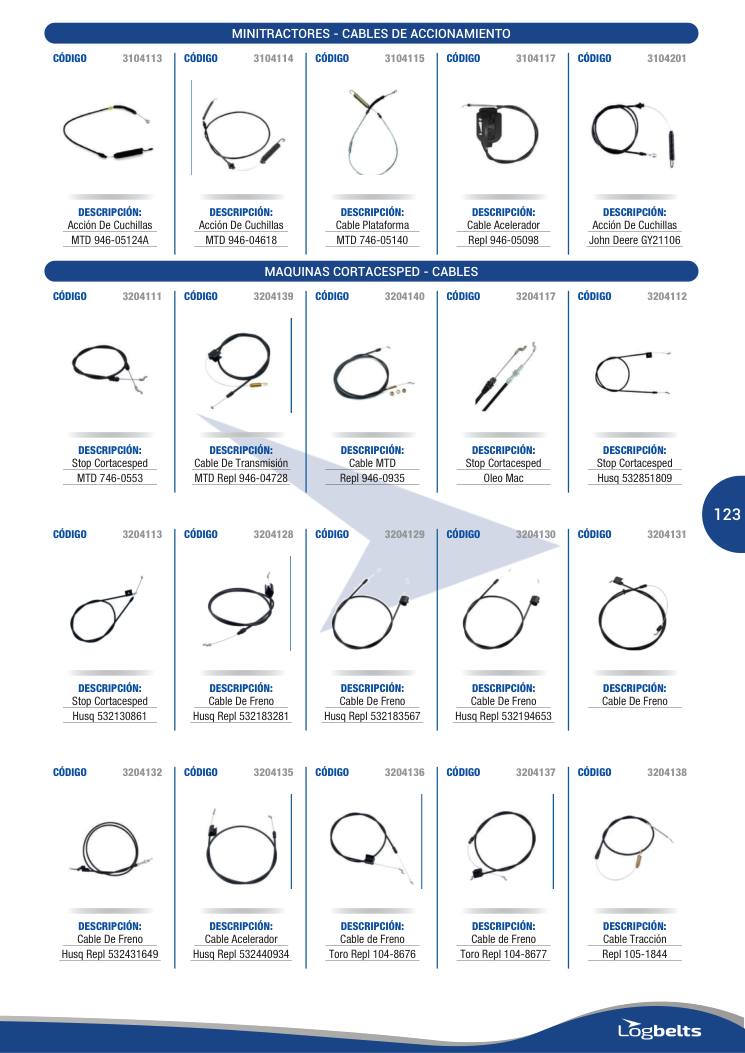 MINITRACTORES - CABLES DE ACCIONAMIENTO
CÓDIGO 3104113
DESCRIPCIÓN:
Acción De Cuchillas
MTD 946-05124A
CÓDIGO 3104114
DESCRIPCIÓN:
Acción De Cuchillas
MTD 946-04618
CÓDIGO 3104115
DESCRIPCIÓN:
Cable Plataforma
MTD 746-05140
CÓDIGO 3104117
DESCRIPCIÓN:
Cable Acelerador
Repl 946-05098
CÓDIGO 3104201
DESCRIPCIÓN:
Acción De Cuchillas
John Deere GY21106
MAQUINAS CORTACESPED - CABLES
CÓDIGO 3204111
DESCRIPCIÓN:
Stop Cortacesped
MTD 746-0553
CÓDIGO 3204139
DESCRIPCIÓN:
Cable De Transmisión
MTD Repl 946-04728
CÓDIGO 3204140
DESCRIPCIÓN:
Cable MTD
Repl 946-0935
CÓDIGO 3204117
DESCRIPCIÓN:
Stop Cortacesped
Oleo Mac
CÓDIGO 3204112
DESCRIPCIÓN:
Stop Cortacesped
Husq 532851809
123
CÓDIGO 3204113
DESCRIPCIÓN:
Stop Cortacesped
Husq 532130861
CÓDIGO 3204128
DESCRIPCIÓN:
Cable De Freno
Husq Repl 532183281
CÓDIGO 3204129
DESCRIPCIÓN:
Cable De Freno
Husq Repl 532183567
CÓDIGO 3204130
DESCRIPCIÓN:
Cable De Freno
Husq Repl 532194653
CÓDIGO 3204131
DESCRIPCIÓN:
Cable De Freno
CÓDIGO 3204132
DESCRIPCIÓN:
Cable De Freno
Husq Repl 532431649
CÓDIGO 3204135
DESCRIPCIÓN:
Cable Acelerador
Husq Repl 532440934
CÓDIGO 3204136
DESCRIPCIÓN:
Cable de Freno
Toro Repl 104-8676
CÓDIGO 3204137
DESCRIPCIÓN:
Cable de Freno
Toro Repl 104-8677
CÓDIGO 3204138
DESCRIPCIÓN:
Cable Tracción
Repl 105-1844
Logbelts